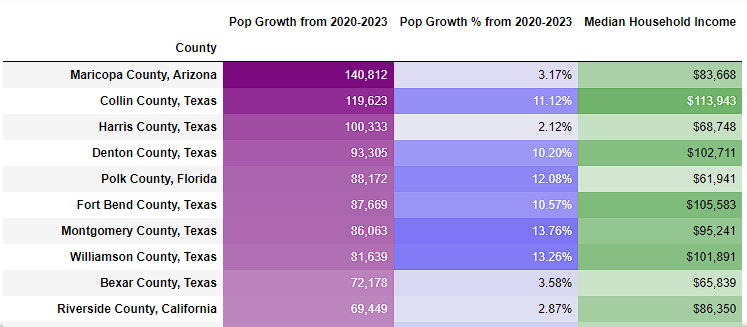 Pop Growth from 2020-2023 Pop Growth % from 2020-2023 Median Household Income
County
Maricopa County, Arizona 140,812 3.17% $83,668
Collin County, Texas 119,623 11.12% $113,943
Harris County, Texas 100,333 2.12% $68,748
Denton County, Texas 93,305 10.20% $102,711
Polk County, Florida 88,172 12.08% $61,941
Fort Bend County, Texas 87,669 10.57% $105,583
Montgomery County, Texas 86,063 13.76% $95,241
Williamson County, Texas 81,639 13.26% $101,891
Bexar County, Texas 72,178 3.58% $65,839
Riverside County, California 69,449 2.87% $86,350